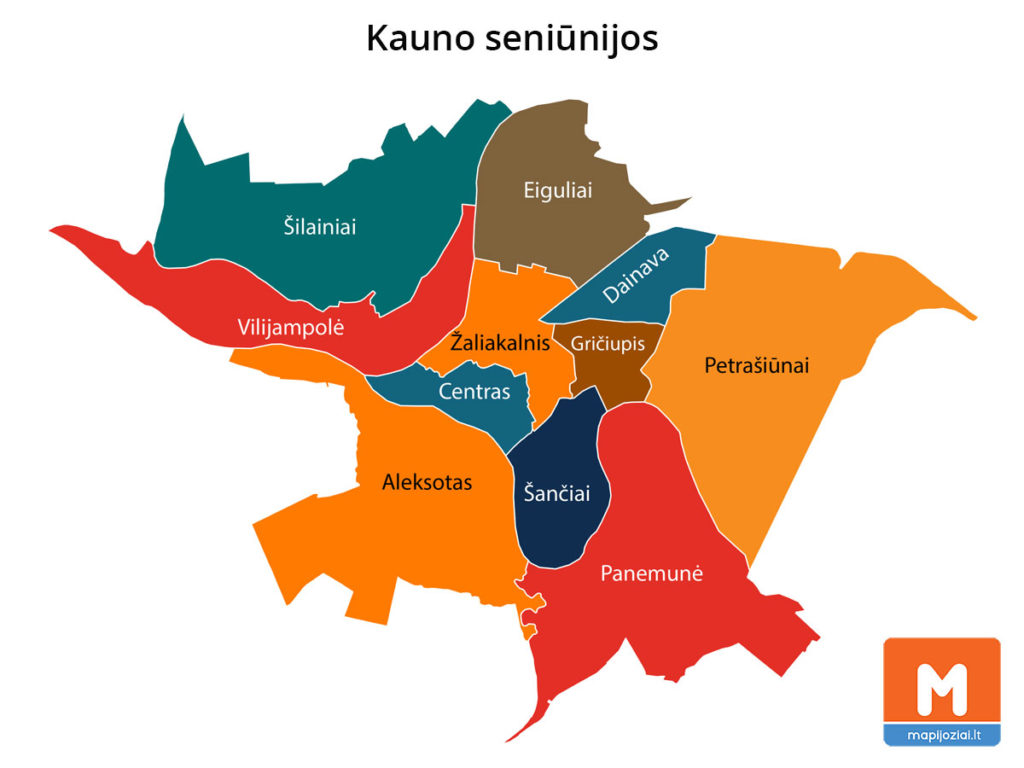 Kauno seniūnijos
Eiguliai
Šilainiai
Dainava
Vilijampolė
Žaliakalnis
Gričiupis
Petrašiūnai
Centras
Aleksotas
Šančiai
Panemunė
M
mapijoziai.lt